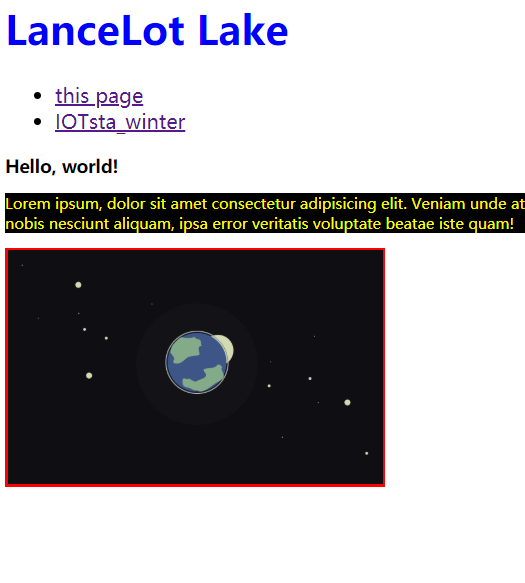 LanceLot Lake
this page
IOTsta_winter
Hello, world!
Lorem ipsum, dolor sit amet consectetur adipisicing elit. Veniam unde at
nobis nesciunt aliquam, ipsa error veritatis voluptate beatae iste quam!